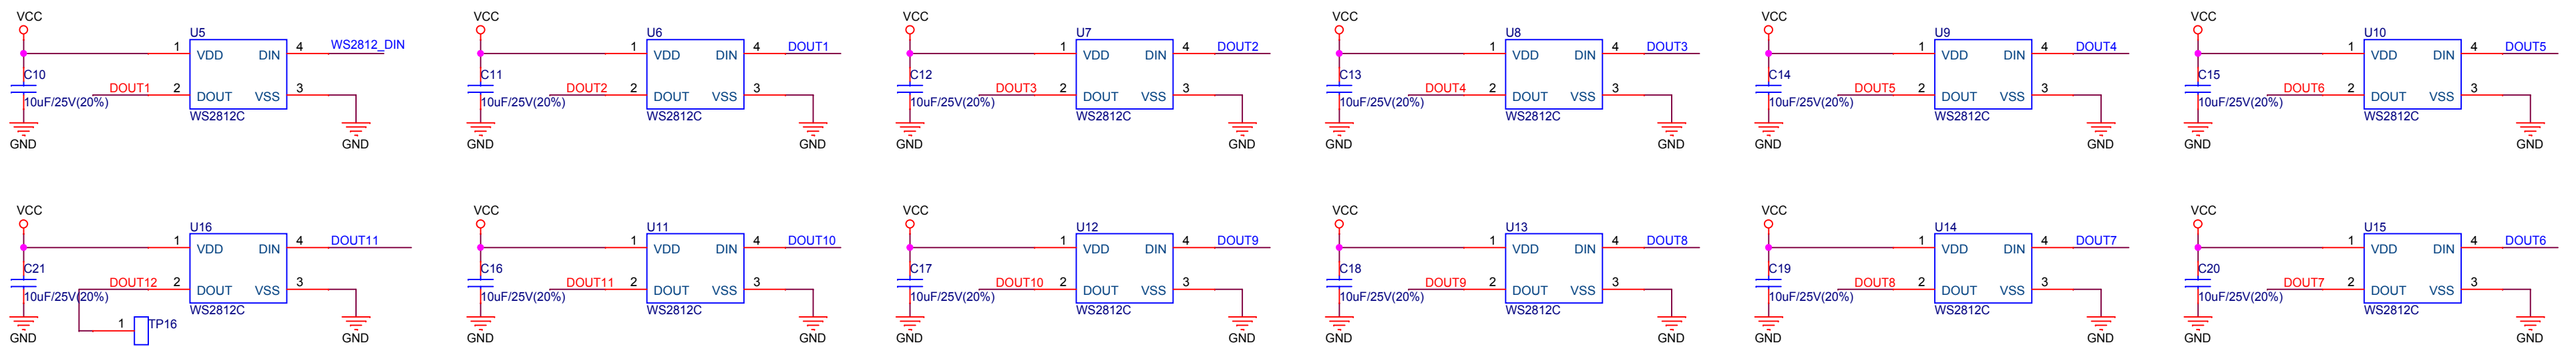 VCC VCC VCC VCC VCC VCC
U5 U6 U7 U8 U9 U10
1 VDD DIN 4 WS2812_DIN 1 VDD DIN 4 DOUT1 1 VDD DIN 4 DOUT2 1 VDD DIN 4 DOUT3 1 VDD DIN 4 DOUT4 1 VDD DIN 4 DOUT5
C10 C11 C12 C13 C14 C15
DOUT1 2 DOUT VSS 3 DOUT2 2 DOUT VSS 3 DOUT3 2 DOUT VSS 3 DOUT4 2 DOUT VSS 3 DOUT5 2 DOUT VSS 3 DOUT6 2 DOUT VSS 3
10uF/25V(20%) 10uF/25V(20%) 10uF/25V(20%) 10uF/25V(20%) 10uF/25V(20%) 10uF/25V(20%)
WS2812C WS2812C WS2812C WS2812C WS2812C WS2812C
GND GND GND GND GND GND GND GND GND GND GND GND
VCC VCC VCC VCC VCC VCC
U16 U11 U12 U13 U14 U15
1 VDD DIN 4 DOUT11 1 VDD DIN 4 DOUT10 1 VDD DIN 4 DOUT9 1 VDD DIN 4 DOUT8 1 VDD DIN 4 DOUT7 1 VDD DIN 4 DOUT6
C21 C16 C17 C18 C19 C20
DOUT12 2 DOUT VSS 3 DOUT11 2 DOUT VSS 3 DOUT10 2 DOUT VSS 3 DOUT9 2 DOUT VSS 3 DOUT8 2 DOUT VSS 3 DOUT7 2 DOUT VSS 3
10uF/25V(20%) 10uF/25V(20%) 10uF/25V(20%) 10uF/25V(20%) 10uF/25V(20%) 10uF/25V(20%)
WS2812C WS2812C WS2812C WS2812C WS2812C WS2812C
1 TP16
GND GND GND GND GND GND GND GND GND GND GND GND